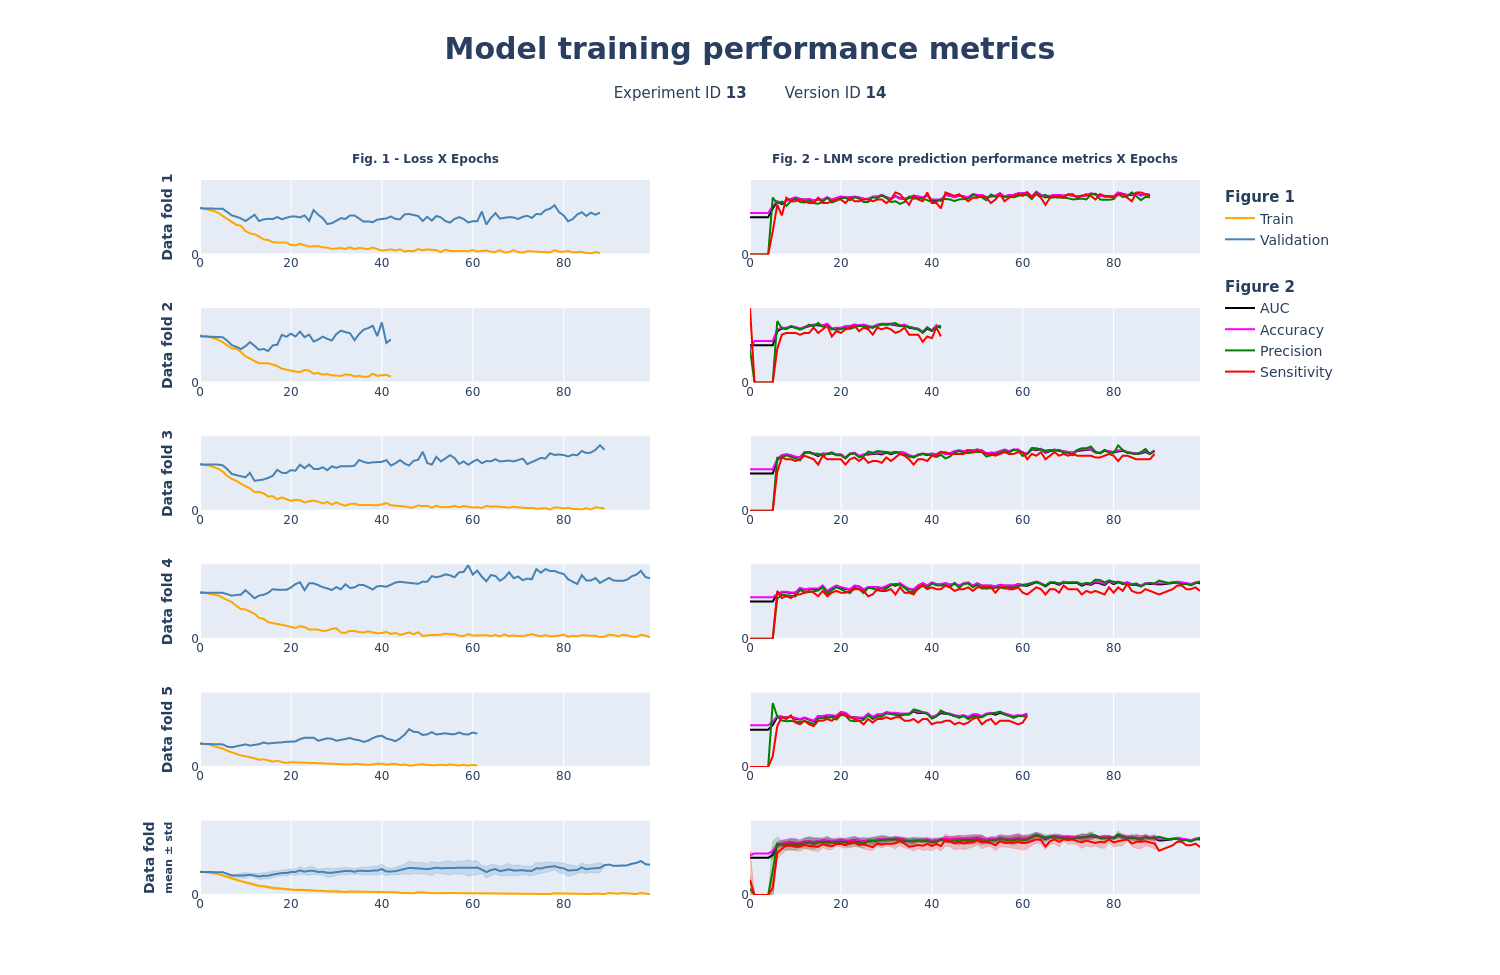 Model training performance metrics
Experiment ID 13 Version ID 14
Fig. 1 - Loss X Epochs
Fig. 2 - LNM score prediction performance metrics X Epochs
Data fold 1
0
0 20 40 60 80
0
0 20 40 60 80
Figure 1
Train
Validation
Figure 2
AUC
Accuracy
Precision
Sensitivity
Data fold 2
0
0 20 40 60 80
0
0 20 40 60 80
Data fold 3
0
0 20 40 60 80
0
0 20 40 60 80
Data fold 4
0
0 20 40 60 80
0
0 20 40 60 80
Data fold 5
0
0 20 40 60 80
0
0 20 40 60 80
Data fold
mean ± std
0
0 20 40 60 80
0
0 20 40 60 80